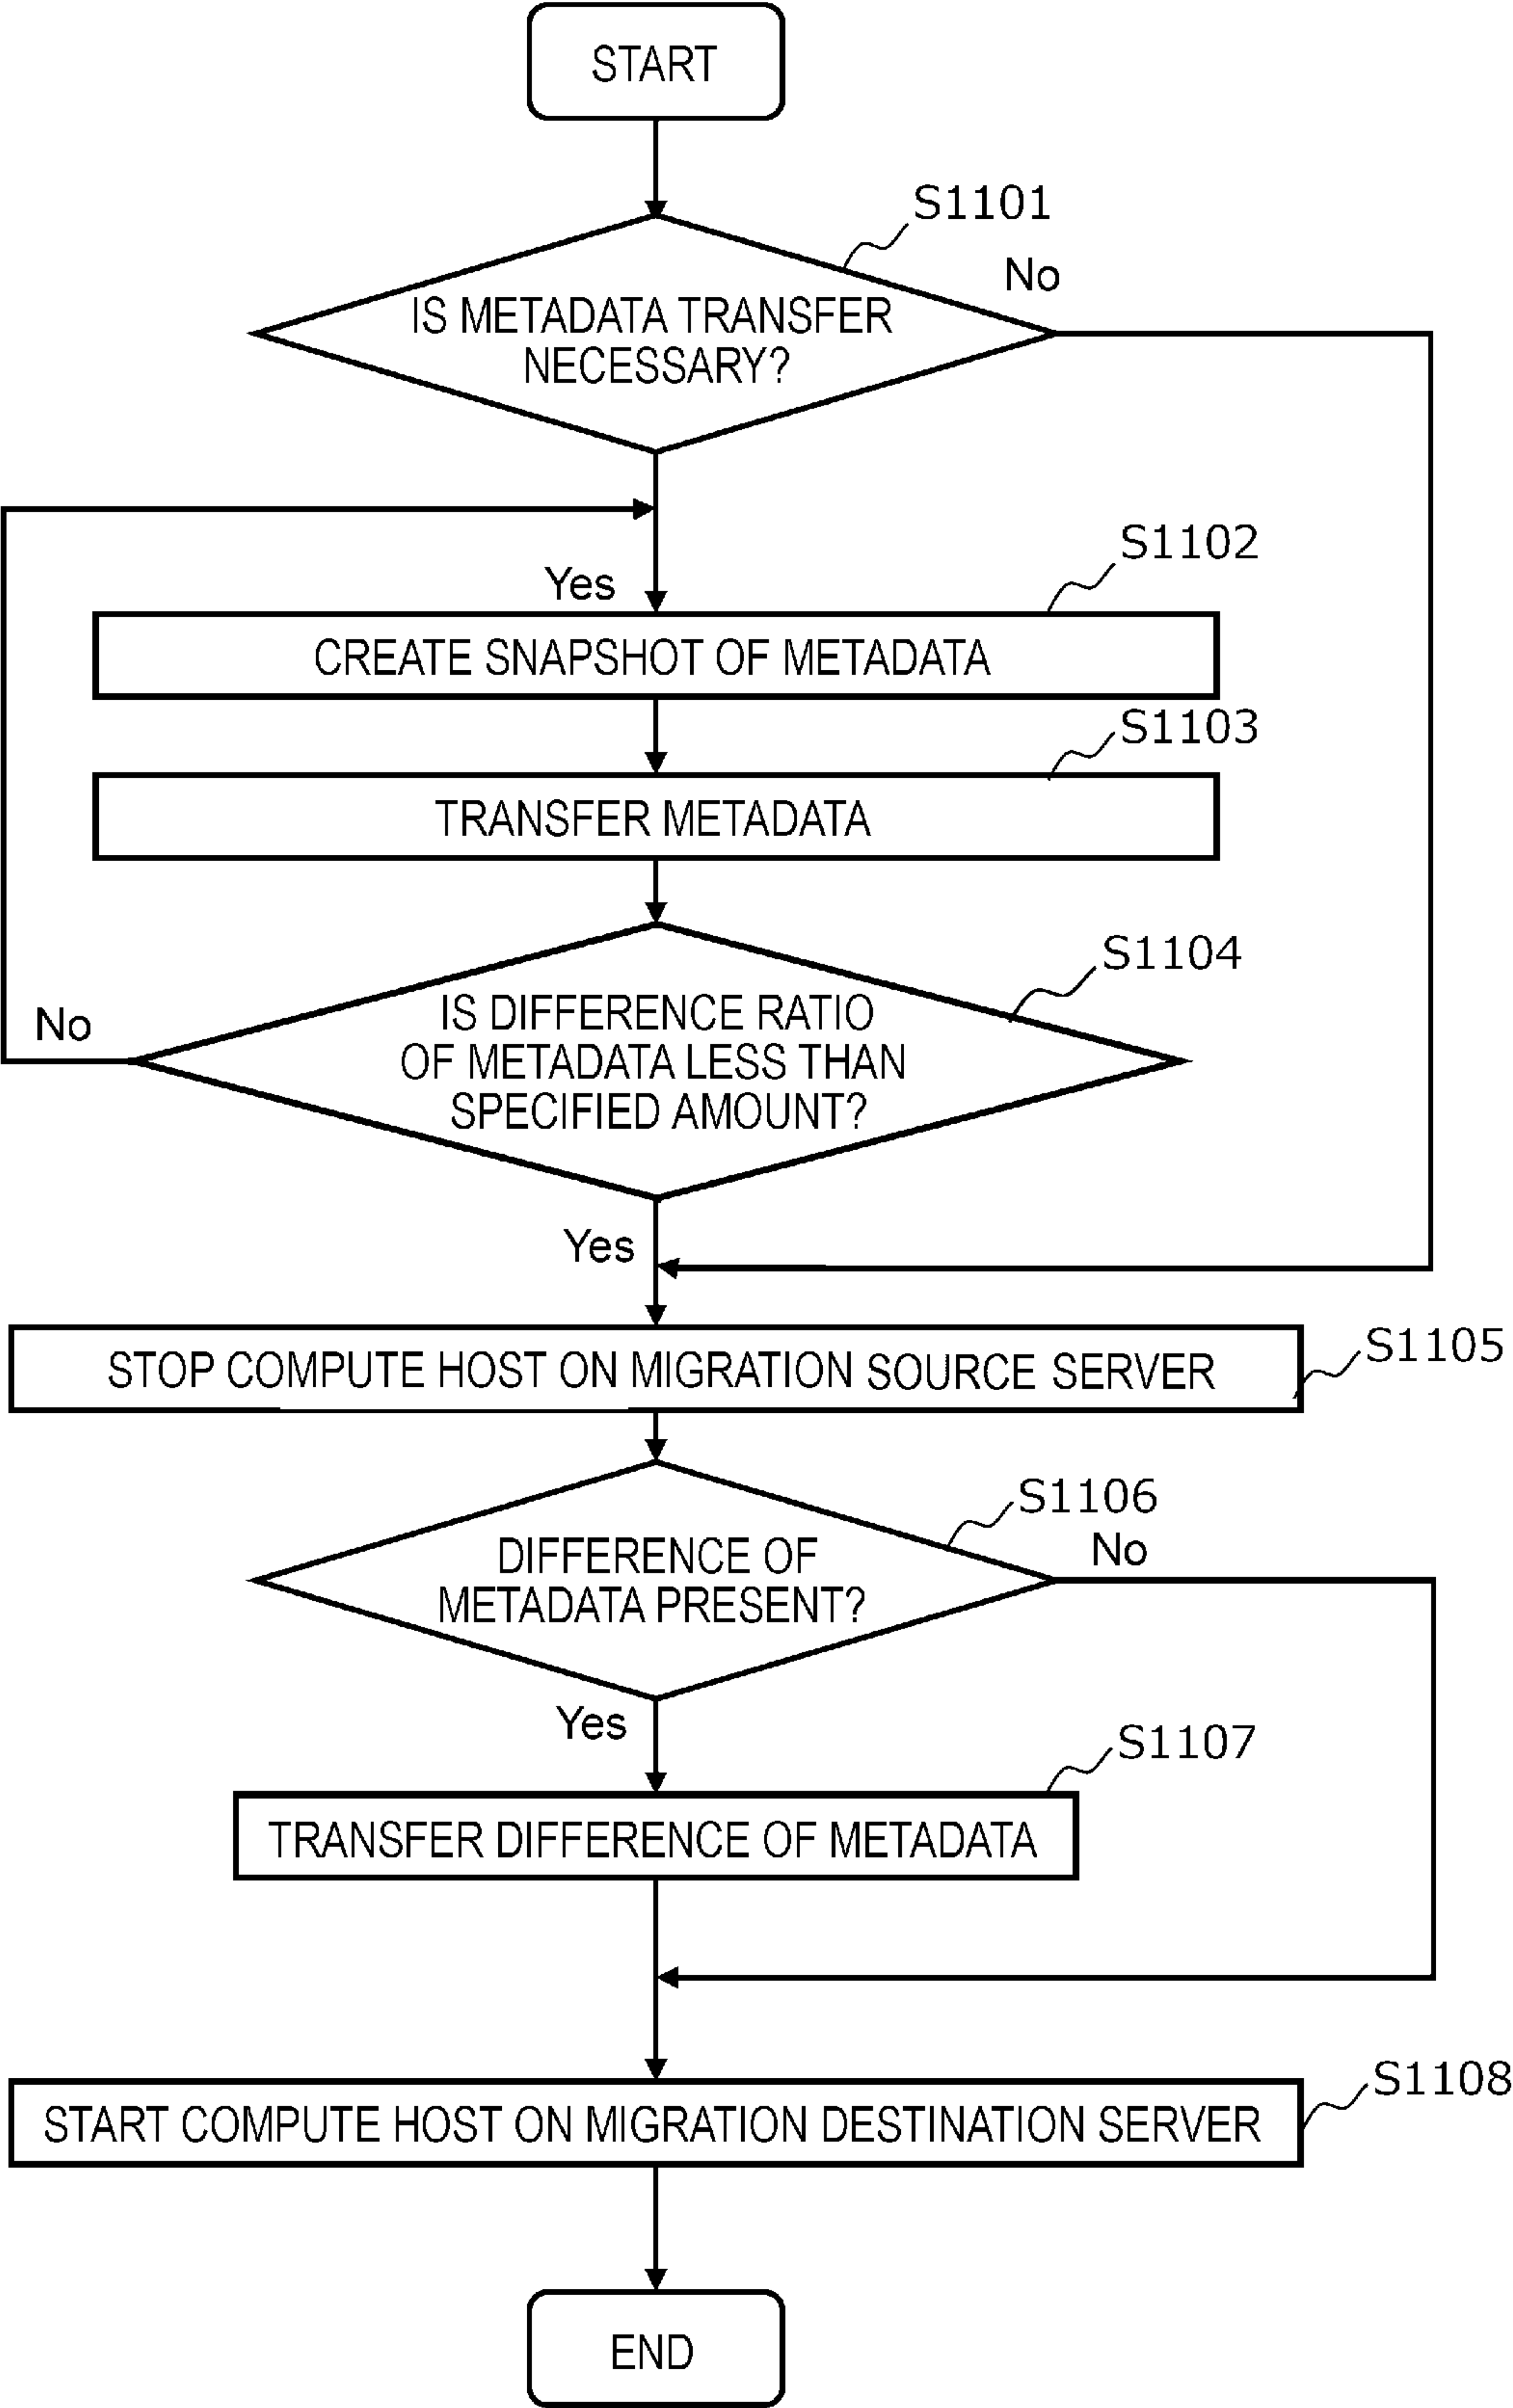 START
S1101
No
IS METADATA TRANSFER
NECESSARY?
S1102
Yes
CREATE SNAPSHOT OF METADATA
S1103
TRANSFER METADATA
S1104
No
IS DIFFERENCE RATIO
OF METADATA LESS THAN
SPECIFIED AMOUNT?
Yes
S1105
STOP COMPUTE HOST ON MIGRATION SOURCE SERVER
S1106
No
DIFFERENCE OF
METADATA PRESENT?
Yes
S1107
TRANSFER DIFFERENCE OF METADATA
S1108
START COMPUTE HOST ON MIGRATION DESTINATION SERVER
END